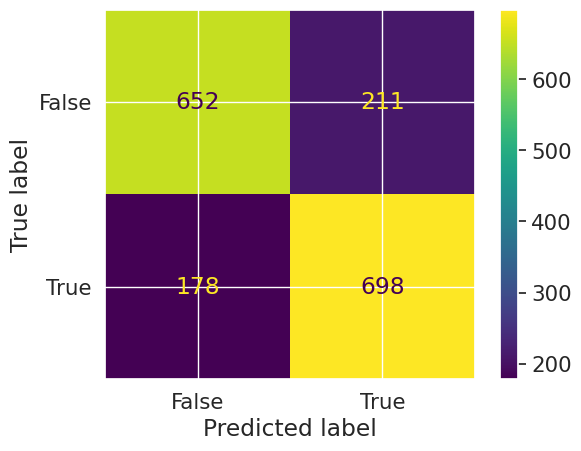 False
652
211
True
178
698
False
True
Predicted label
True label
600
500
400
300
200